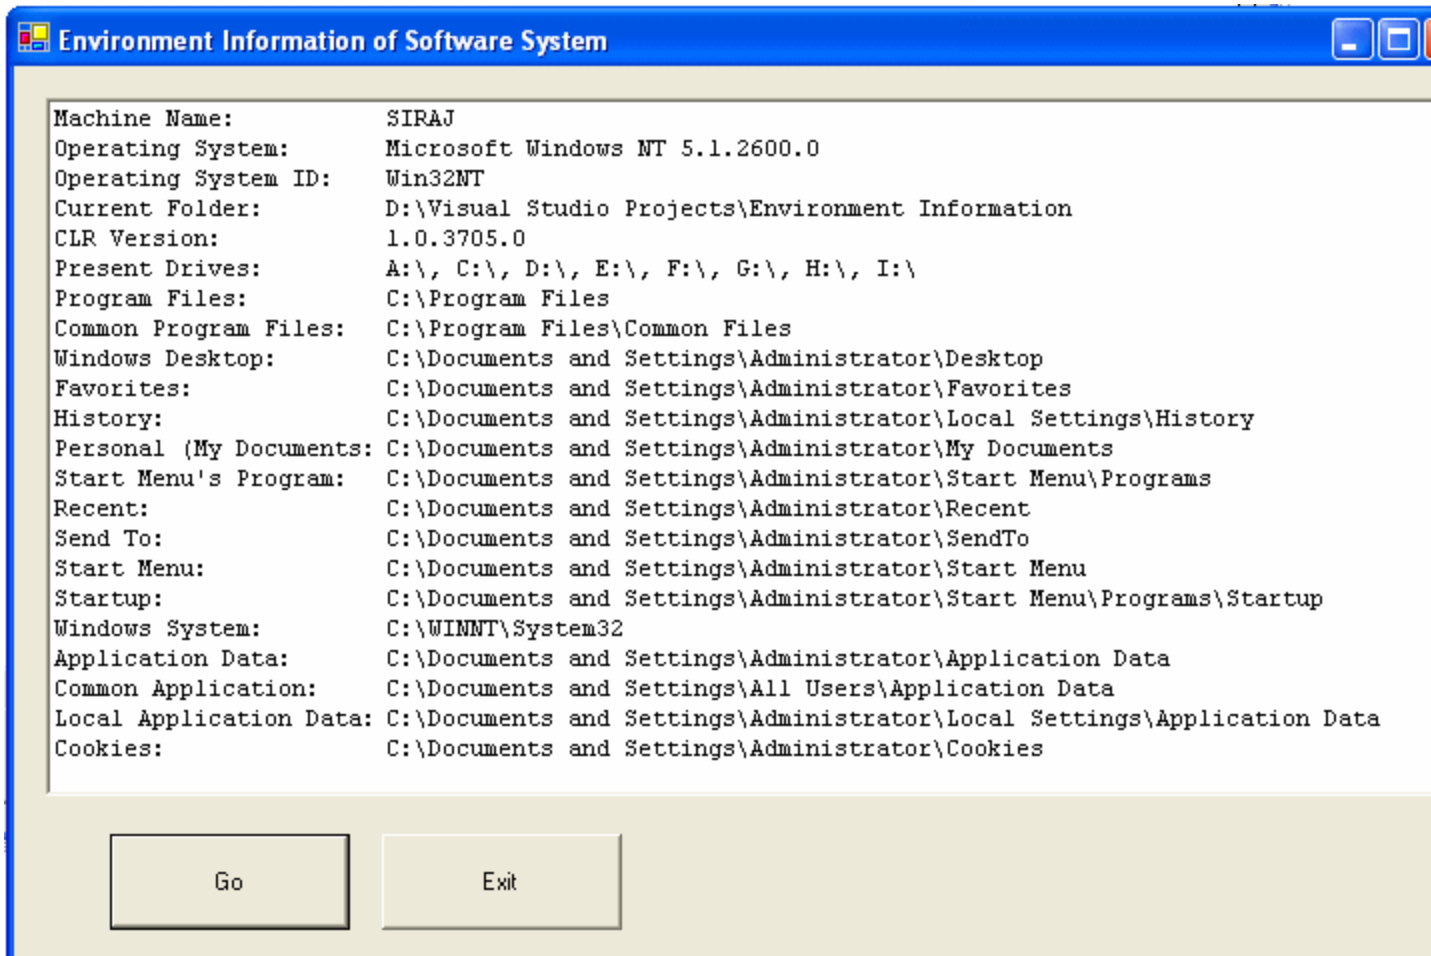 Environment Information of Software System
Machine Name: SIRAJ
Operating System: Microsoft Windows NT 5.1.2600.0
Operating System ID: Win32NT
Current Folder: D:\Visual Studio Projects\Environment Information
CLR Version: 1.0.3705.0
Present Drives: A:\, C:\, D:\, E:\, F:\, G:\, H:\, I:\
Program Files: C:\Program Files
Common Program Files: C:\Program Files\Common Files
Windows Desktop: C:\Documents and Settings\Administrator\Desktop
Favorites: C:\Documents and Settings\Administrator\Favorites
History: C:\Documents and Settings\Administrator\Local Settings\History
Personal (My Documents: C:\Documents and Settings\Administrator\My Documents
Start Menu's Program: C:\Documents and Settings\Administrator\Start Menu\Programs
Recent: C:\Documents and Settings\Administrator\Recent
Send To: C:\Documents and Settings\Administrator\SendTo
Start Menu: C:\Documents and Settings\Administrator\Start Menu
Startup: C:\Documents and Settings\Administrator\Start Menu\Programs\Startup
Windows System: C:\WINNT\System32
Application Data: C:\Documents and Settings\Administrator\Application Data
Common Application: C:\Documents and Settings\All Users\Application Data
Local Application Data: C:\Documents and Settings\Administrator\Local Settings\Application Data
Cookies: C:\Documents and Settings\Administrator\Cookies
Go Exit